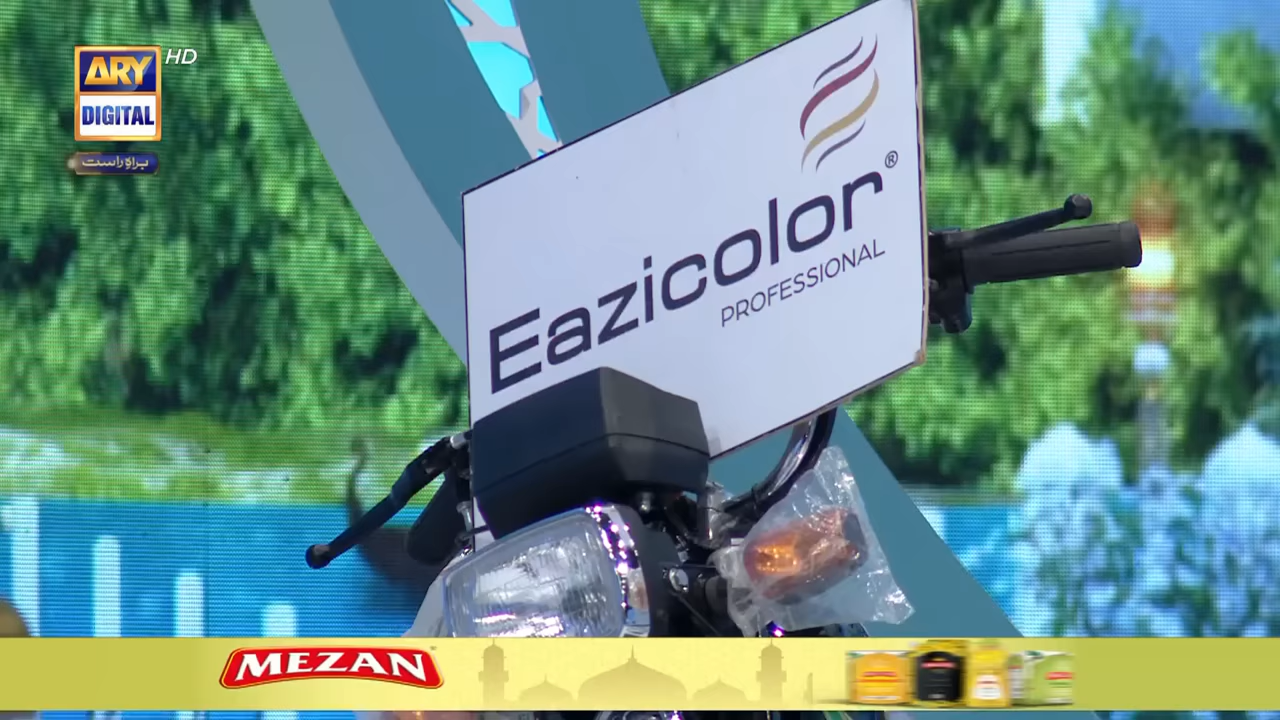 ARY
HD
DIGITAL
براہِ راست
Eazicolor®
PROFESSIONAL
MEZAN